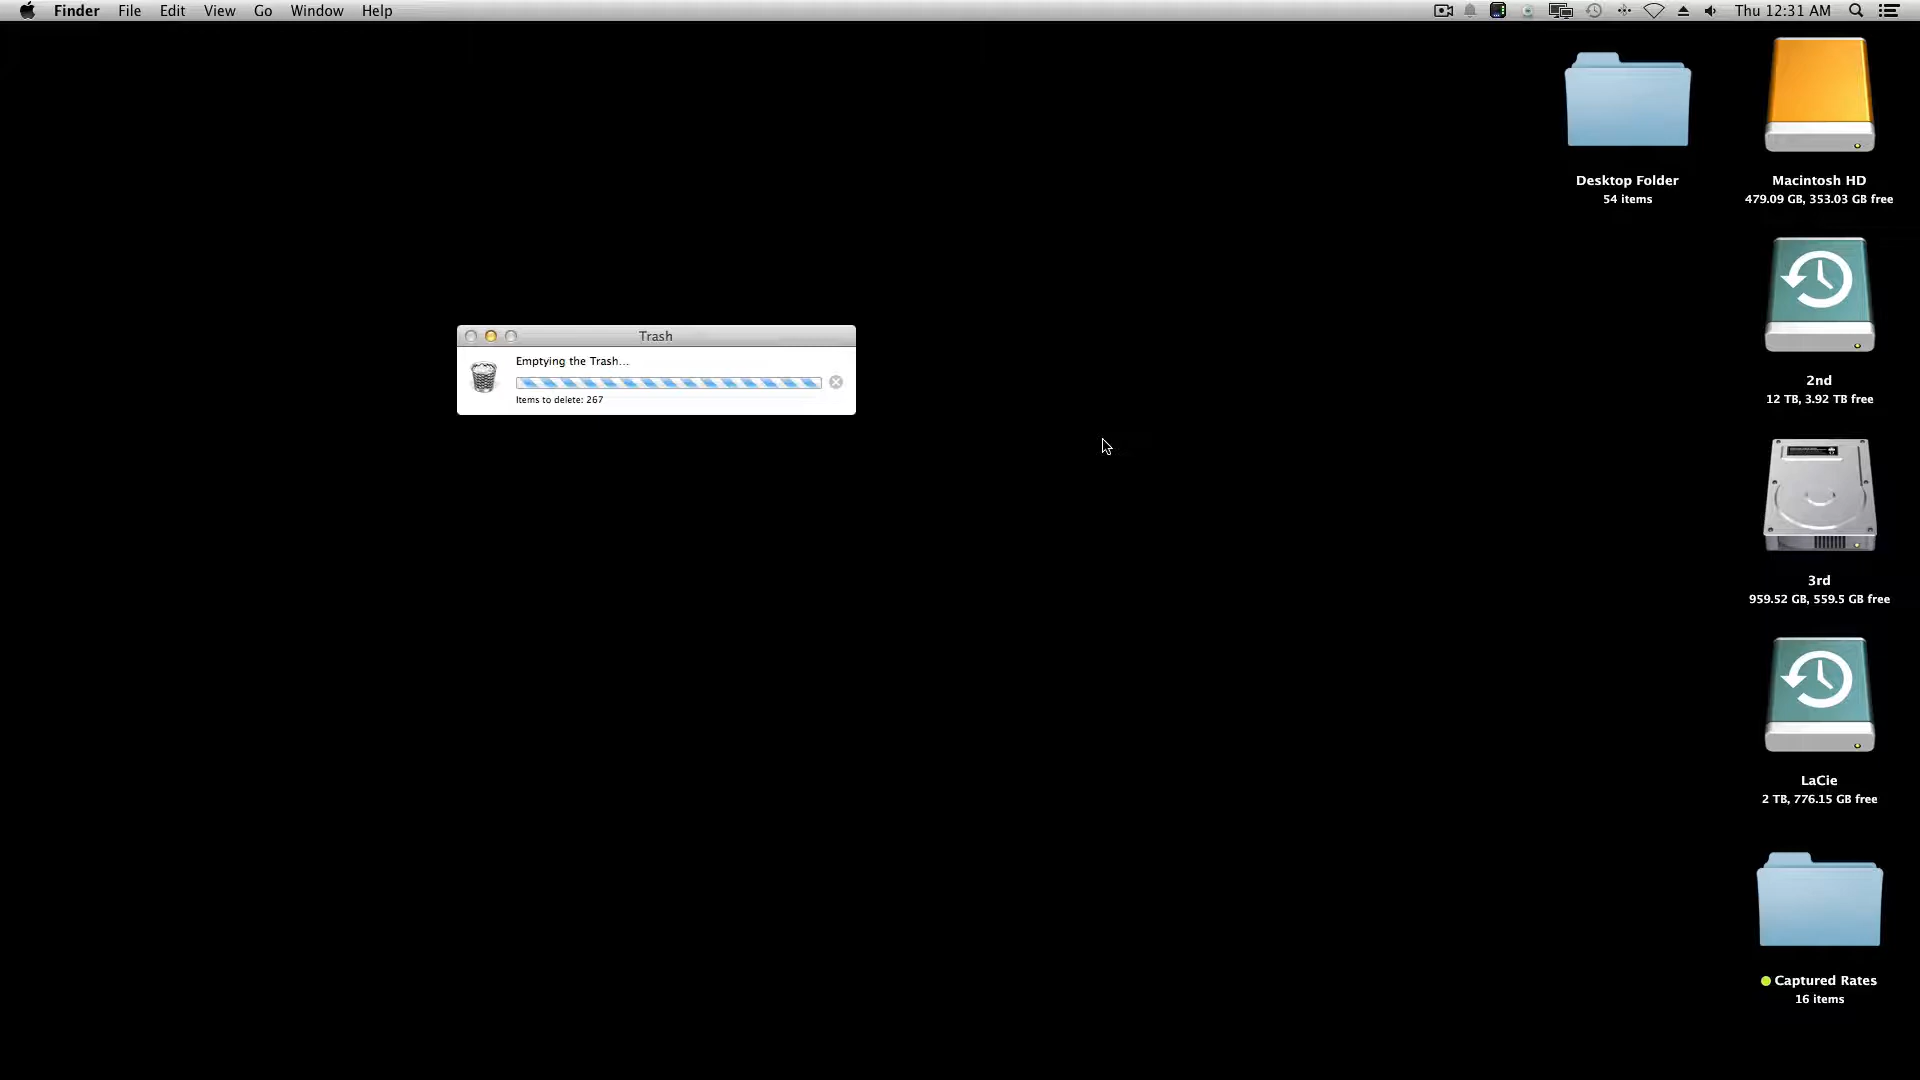 Finder File Edit View Go Window Help Thu 12:31 AM
Desktop Folder
54 items
Macintosh HD
479.09 GB, 353.03 GB free
2nd
12 TB, 3.92 TB free
Trash
Emptying the Trash...
Items to delete: 267
3rd
959.52 GB, 559.5 GB free
LaCie
2 TB, 776.15 GB free
Captured Rates
16 items